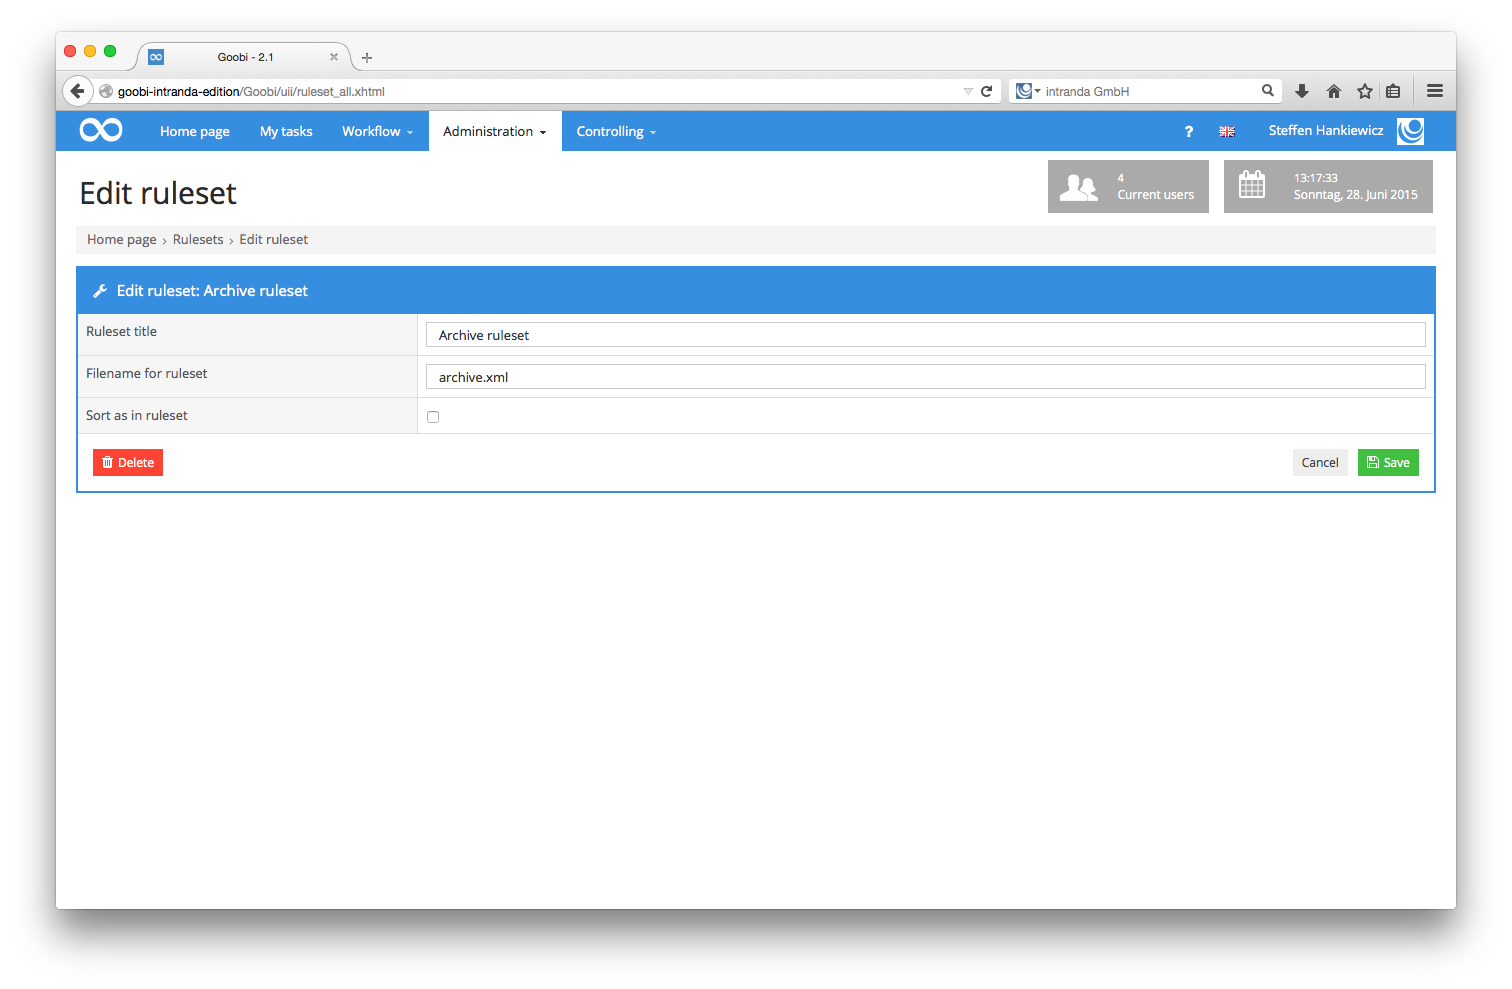 Goobi - 2.1
goobi-intranda-edition/Goobi/uii/ruleset_all.xhtml
intranda GmbH
Home page My tasks Workflow Administration Controlling ? Steffen Hankiewicz
Edit ruleset
4
Current users
13:17:33
Sonntag, 28. Juni 2015
Home page › Rulesets › Edit ruleset
Edit ruleset: Archive ruleset
Ruleset title
Archive ruleset
Filename for ruleset
archive.xml
Sort as in ruleset
Delete
Cancel
Save